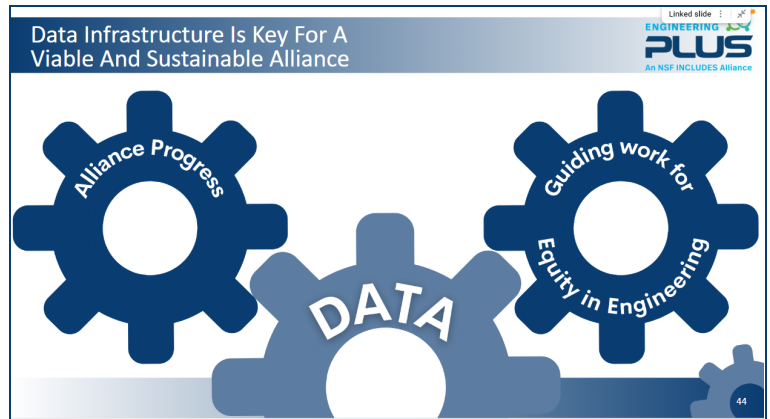 Linked slide
Data Infrastructure Is Key For A
Viable And Sustainable Alliance
ENGINEERING
PLUS
An NSF INCLUDES Alliance
Alliance Progress
Guiding work for
Equity in Engineering
DATA
44